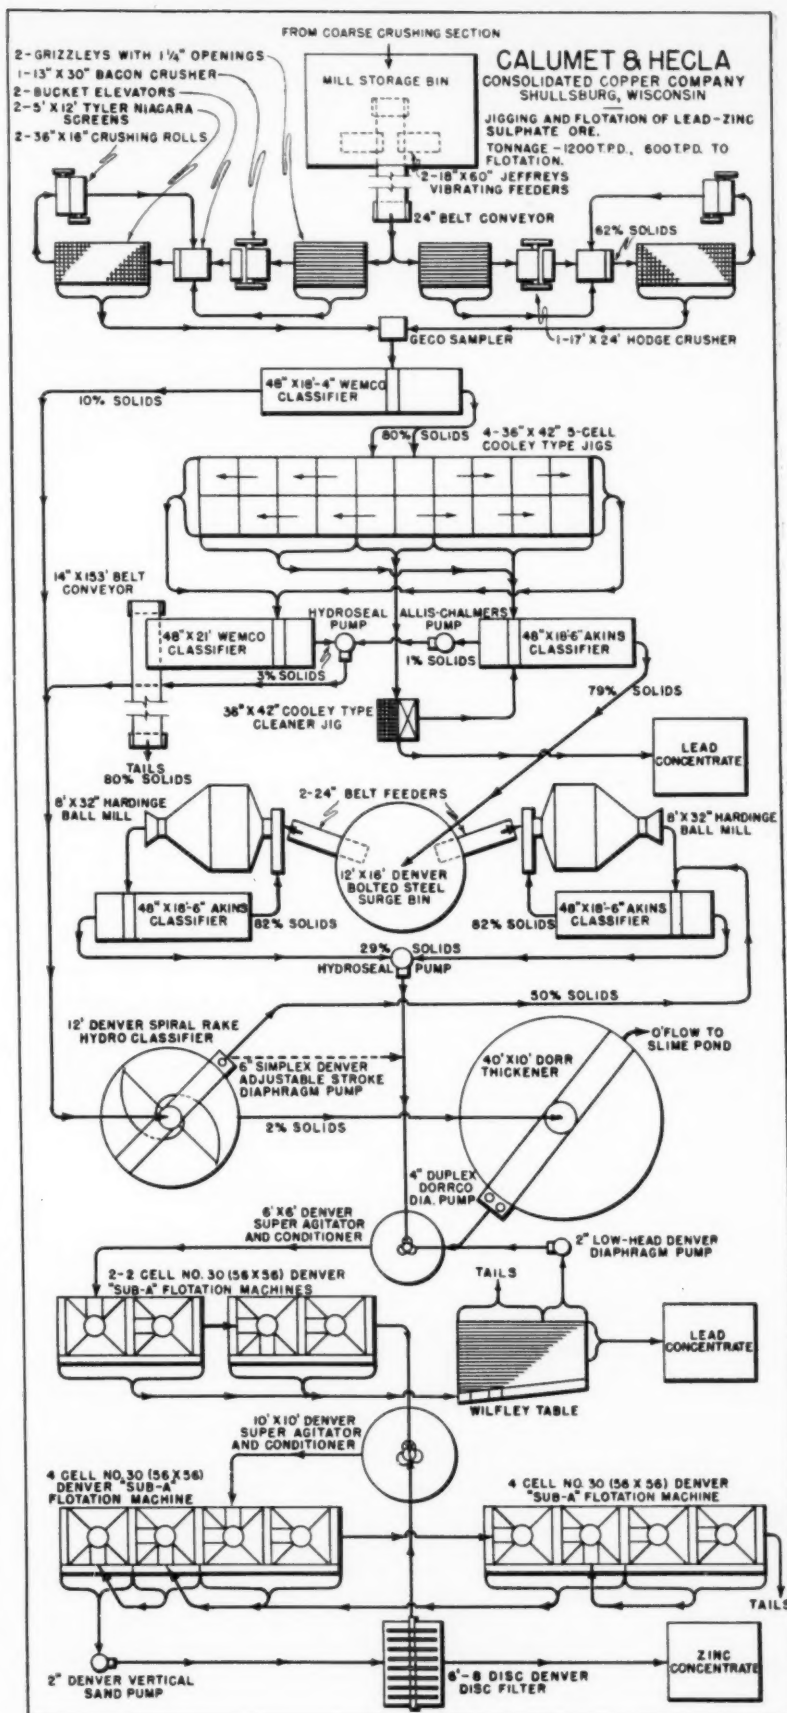 FROM COARSE CRUSHING SECTION
2-GRIZZLEYS WITH 1¼" OPENINGS
1-13" X 30" BACON CRUSHER
2-BUCKET ELEVATORS
2-5' X 12' TYLER NIAGARA
SCREENS
2-36" X 16" CRUSHING ROLLS
MILL STORAGE BIN
CALUMET & HECLA
CONSOLIDATED COPPER COMPANY
SHULLSBURG, WISCONSIN
JIGGING AND FLOTATION OF LEAD-ZINC
SULPHATE ORE.
TONNAGE-1200 T.P.D., 600 T.P.D. TO
FLOTATION.
2-18" X 60" JEFFREYS
VIBRATING FEEDERS
24" BELT CONVEYOR
62% SOLIDS
GECO SAMPLER
1-17' X 24' HODGE CRUSHER
48" X 18'-4" WEMCO
CLASSIFIER
10% SOLIDS
80% SOLIDS
4-36" X 42" 5-CELL
COOLEY TYPE JIGS
14" X 153' BELT
CONVEYOR
48" X 21' WEMCO
CLASSIFIER
HYDROSEAL
PUMP
ALLIS-CHALMERS
PUMP
48" X 18'-6" AKINS
CLASSIFIER
3% SOLIDS
1% SOLIDS
79% SOLIDS
36" X 42" COOLEY TYPE
CLEANER JIG
LEAD
CONCENTRATE
TAILS
80% SOLIDS
8' X 32" HARDINGE
BALL MILL
2-24" BELT FEEDERS
8' X 32" HARDINGE
BALL MILL
12' X 16' DENVER
BOLTED STEEL
SURGE BIN
48" X 18'-6" AKINS
CLASSIFIER
82% SOLIDS
82% SOLIDS
48" X 18'-6" AKINS
CLASSIFIER
29% SOLIDS
HYDROSEAL PUMP
50% SOLIDS
12' DENVER SPIRAL RAKE
HYDRO CLASSIFIER
6" SIMPLEX DENVER
ADJUSTABLE STROKE
DIAPHRAGM PUMP
40' X 10' DORR
THICKENER
O'FLOW TO
SLIME POND
2% SOLIDS
4" DUPLEX
DORRCO
DIA. PUMP
6' X 6' DENVER
SUPER AGITATOR
AND CONDITIONER
2" LOW-HEAD DENVER
DIAPHRAGM PUMP
2-2 CELL NO. 30 (56 X 56) DENVER
"SUB-A" FLOTATION MACHINES
TAILS
LEAD
CONCENTRATE
WILFLEY TABLE
10' X 10' DENVER
SUPER AGITATOR
AND CONDITIONER
4 CELL NO. 30 (56 X 56)
DENVER "SUB-A"
FLOTATION MACHINE
4 CELL NO. 30 (56 X 56) DENVER
"SUB-A" FLOTATION MACHINE
TAILS
2" DENVER VERTICAL
SAND PUMP
6'-8 DISC DENVER
DISC FILTER
ZINC
CONCENTRATE